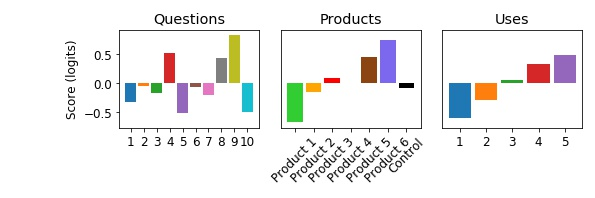 Questions Products Uses
Score (logits)
0.5
0.0
−0.5
1 2 3 4 5 6 7 8 9 10
Product 1
Product 2
Product 3
Product 4
Product 5
Product 6
Control
1 2 3 4 5